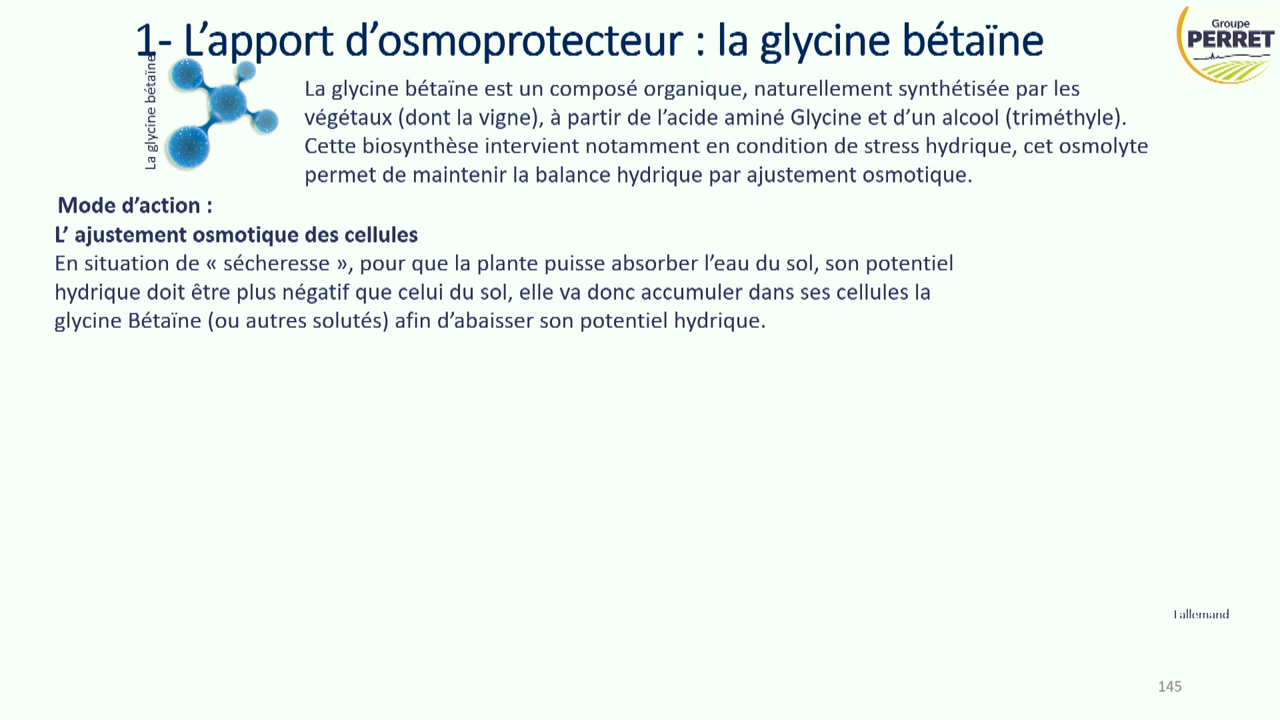 1- L’apport d’osmoprotecteur : la glycine bétaïne
Groupe
PERRET
La glycine bétaïne
La glycine bétaïne est un composé organique, naturellement synthétisée par les
végétaux (dont la vigne), à partir de l’acide aminé Glycine et d’un alcool (triméthyle).
Cette biosynthèse intervient notamment en condition de stress hydrique, cet osmolyte
permet de maintenir la balance hydrique par ajustement osmotique.
Mode d’action :
L’ ajustement osmotique des cellules
En situation de « sécheresse », pour que la plante puisse absorber l’eau du sol, son potentiel
hydrique doit être plus négatif que celui du sol, elle va donc accumuler dans ses cellules la
glycine Bétaïne (ou autres solutés) afin d’abaisser son potentiel hydrique.
Lallemand
145